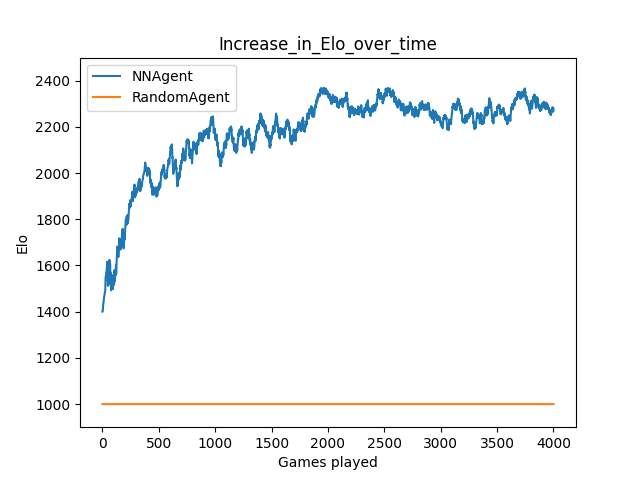 Increase_in_Elo_over_time
NNAgent
RandomAgent
2400
2200
2000
1800
1600
1400
1200
1000
Elo
0 500 1000 1500 2000 2500 3000 3500 4000
Games played